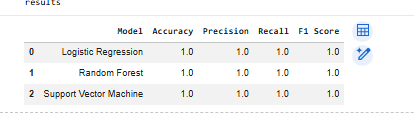 results
Model Accuracy Precision Recall F1 Score
0 Logistic Regression 1.0 1.0 1.0 1.0
1 Random Forest 1.0 1.0 1.0 1.0
2 Support Vector Machine 1.0 1.0 1.0 1.0